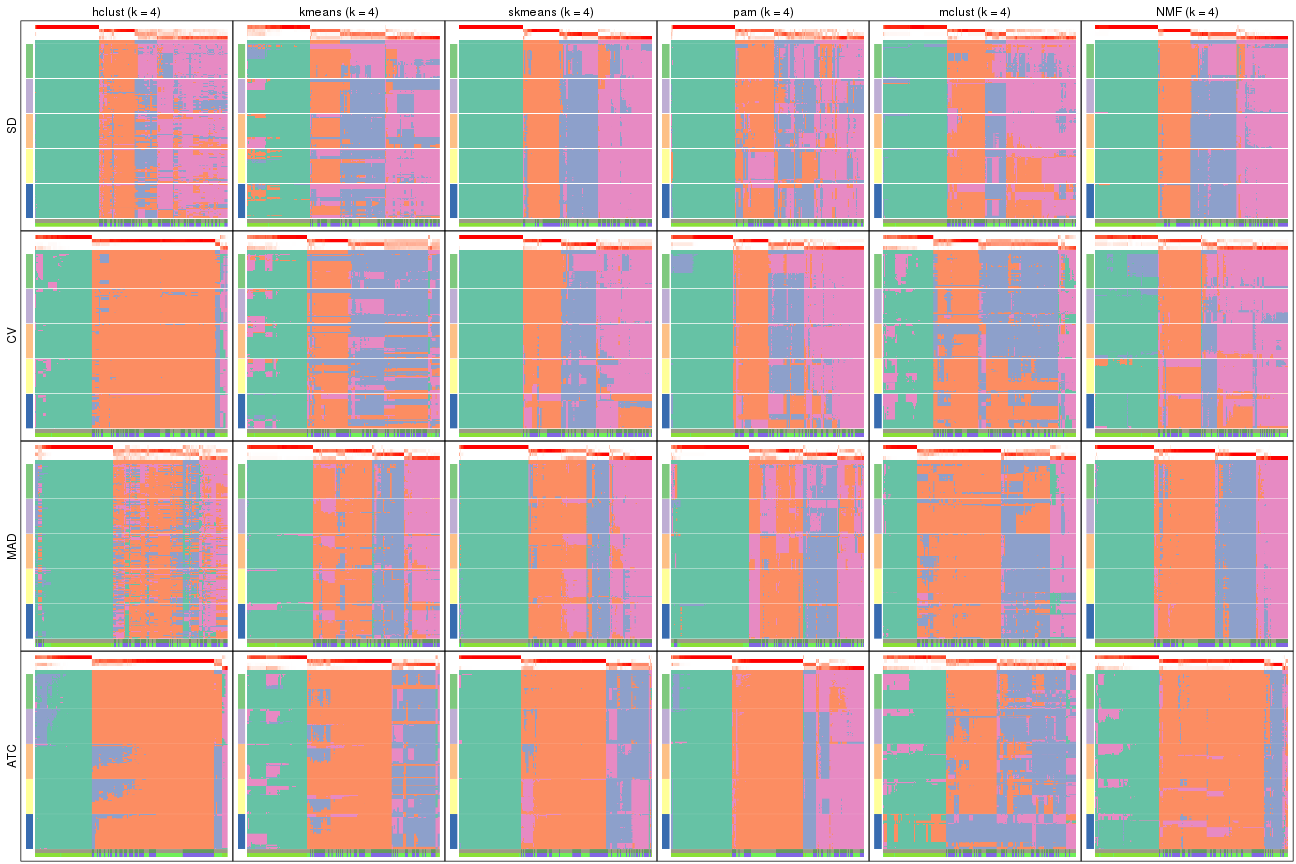 hclust (k = 4)
kmeans (k = 4)
skmeans (k = 4)
pam (k = 4)
mclust (k = 4)
NMF (k = 4)
SD
CV
MAD
ATC